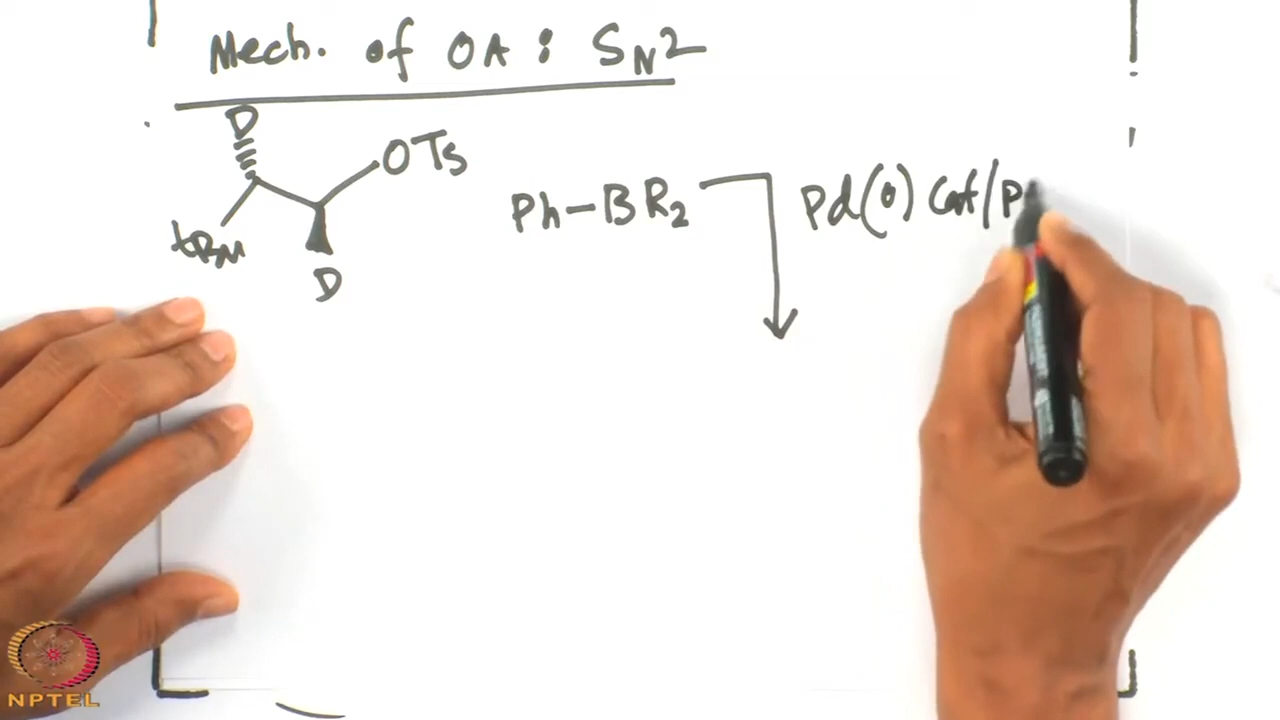 Mech. of OA : SN2
D
OTs
tBu
D
Ph-BR2
Pd(0) Cat/P
NPTEL